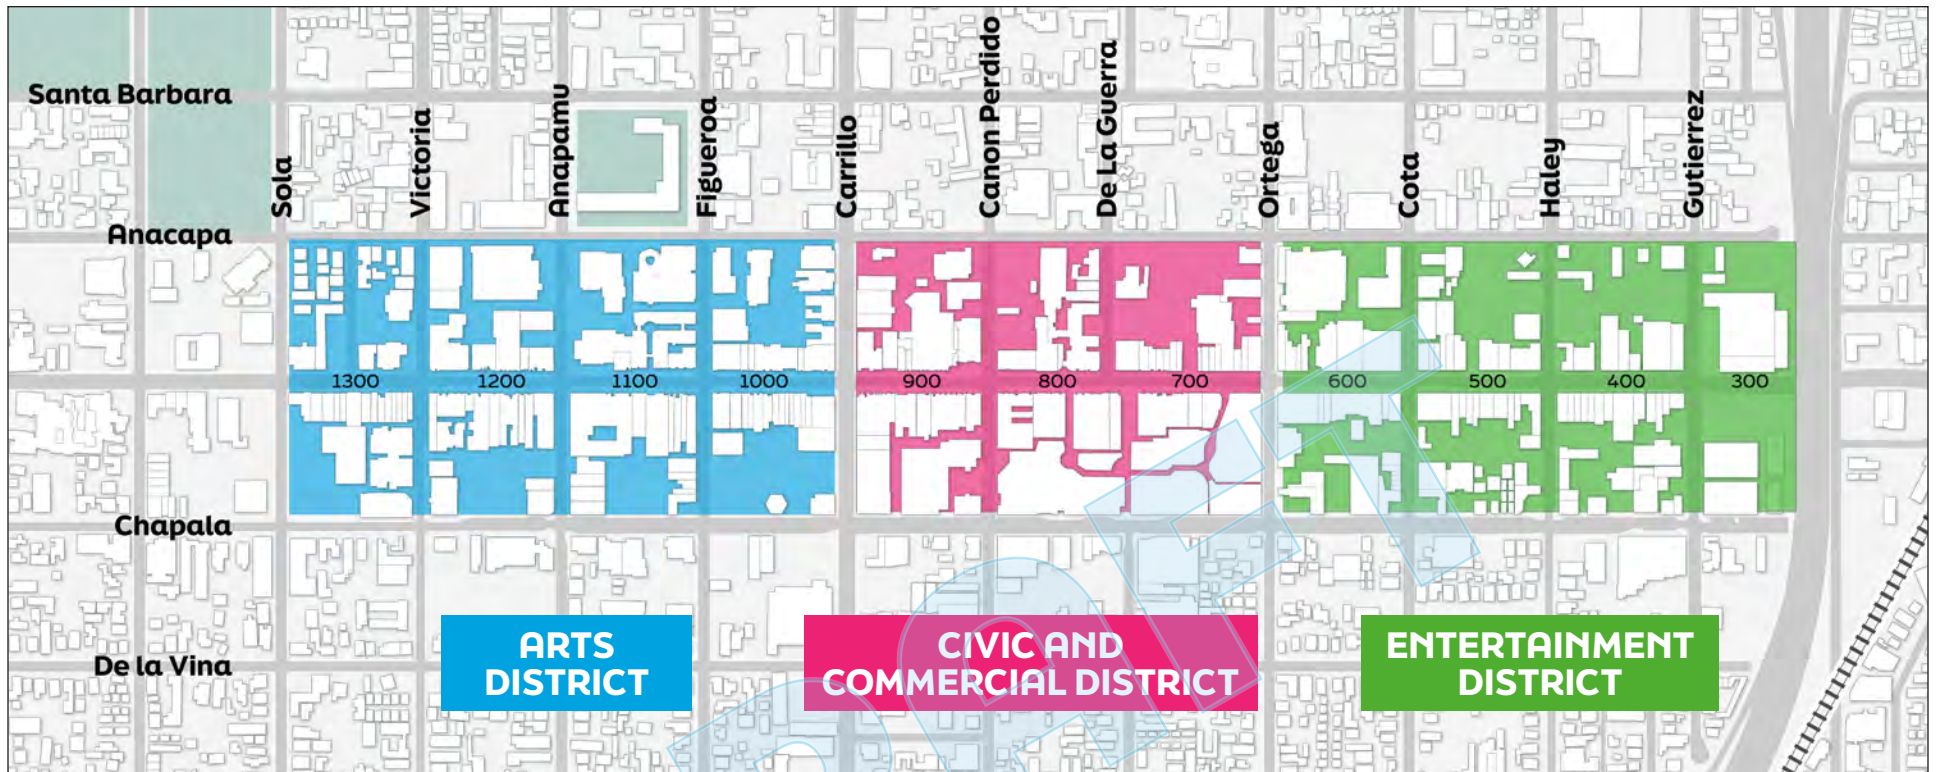 Santa Barbara
Anacapa
Chapala
De la Vina
Sola
Victoria
Anapamu
Figueroa
Carrillo
Canon Perdido
De La Guerra
Ortega
Cota
Haley
Gutierrez
1300
1200
1100
1000
900
800
700
600
500
400
300
ARTS
DISTRICT
CIVIC AND
COMMERCIAL DISTRICT
ENTERTAINMENT
DISTRICT
DRAFT